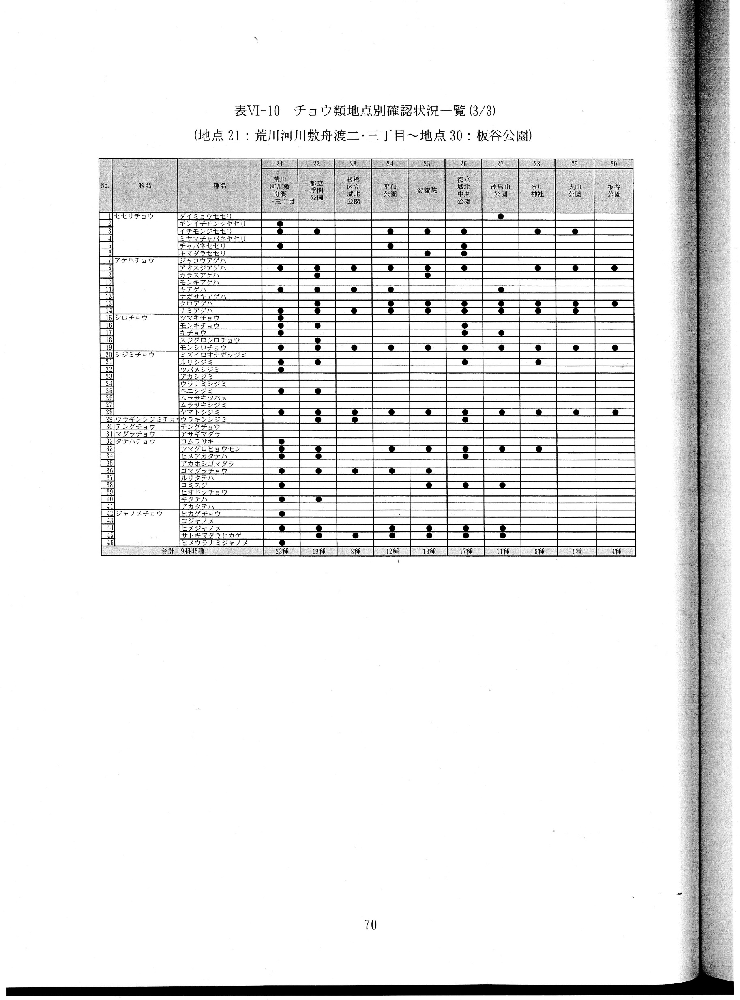 表VI-10　チョウ類地点別確認状況一覧(3/3)
(地点 21：荒川河川敷舟渡二・三丁目～地点 30：板谷公園)
No. 科名 種名 21 22 23 24 25 26 27 28 29 30
荒川河川敷舟渡二・三丁目 都立浮間公園 板橋区立城北公園 平和公園 安養院 都立城北中央公園 茂呂山公園 氷川神社 大山公園 板谷公園
1 セセリチョウ ダイミョウセセリ ●
2 ギンイチモンジセセリ ●
3 イチモンジセセリ ● ● ● ● ● ● ●
4 ミヤマチャバネセセリ
5 チャバネセセリ ● ● ●
6 キマダラセセリ ● ●
7 アゲハチョウ ジャコウアゲハ
8 アオスジアゲハ ● ● ● ● ● ● ● ● ●
9 カラスアゲハ ● ●
10 モンキアゲハ
11 キアゲハ ● ● ● ● ●
12 ナガサキアゲハ
13 クロアゲハ ● ● ● ● ● ● ● ●
14 ナミアゲハ ● ● ● ● ● ● ● ● ●
15 シロチョウ ツマキチョウ ●
16 モンキチョウ ● ● ●
17 キチョウ ● ● ●
18 スジグロシロチョウ ●
19 モンシロチョウ ● ● ● ● ● ● ● ● ● ●
20 シジミチョウ ミズイロオナガシジミ
21 ルリシジミ ● ● ● ●
22 ツバメシジミ ●
23 アカシジミ
24 ウラナミシジミ
25 ベニシジミ ● ●
26 ムラサキツバメ
27 ムラサキシジミ
28 ヤマトシジミ ● ● ● ● ● ● ● ● ● ●
29 ウラギンシジミチョウ ウラギンシジミ ● ● ●
30 テングチョウ テングチョウ
31 マダラチョウ アサギマダラ
32 タテハチョウ コムラサキ ●
33 ツマグロヒョウモン ● ● ● ● ● ● ●
34 ヒメアカタテハ ● ● ●
35 アカホシゴマダラ
36 ゴマダラチョウ ● ● ● ● ●
37 ルリタテハ
38 コミスジ ● ● ● ●
39 ヒオドシチョウ
40 キタテハ ● ●
41 アカタテハ
42 ジャノメチョウ ヒカゲチョウ ●
43 コジャノメ
44 ヒメジャノメ ● ● ● ● ● ●
45 サトキマダラヒカゲ ● ● ● ● ● ●
46 ヒメウラナミジャノメ ●
合計 9科46種 23種 19種 8種 12種 13種 17種 11種 8種 6種 4種
70